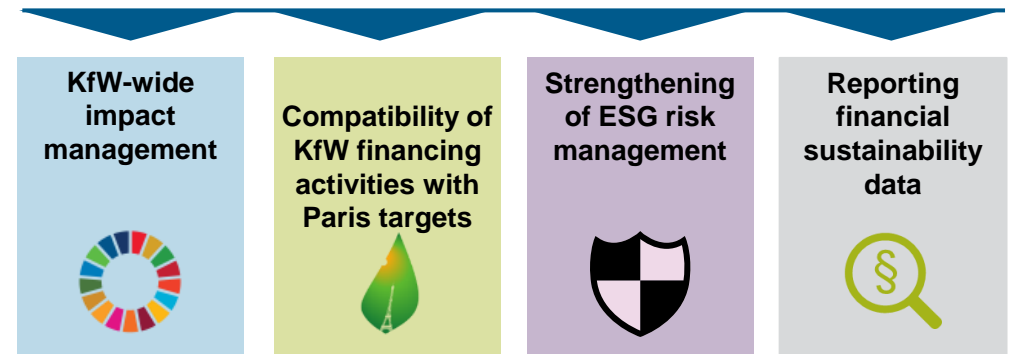 KfW-wide
impact
management
Compatibility of
KfW financing
activities with
Paris targets
Strengthening
of ESG risk
management
Reporting
financial
sustainability
data
§